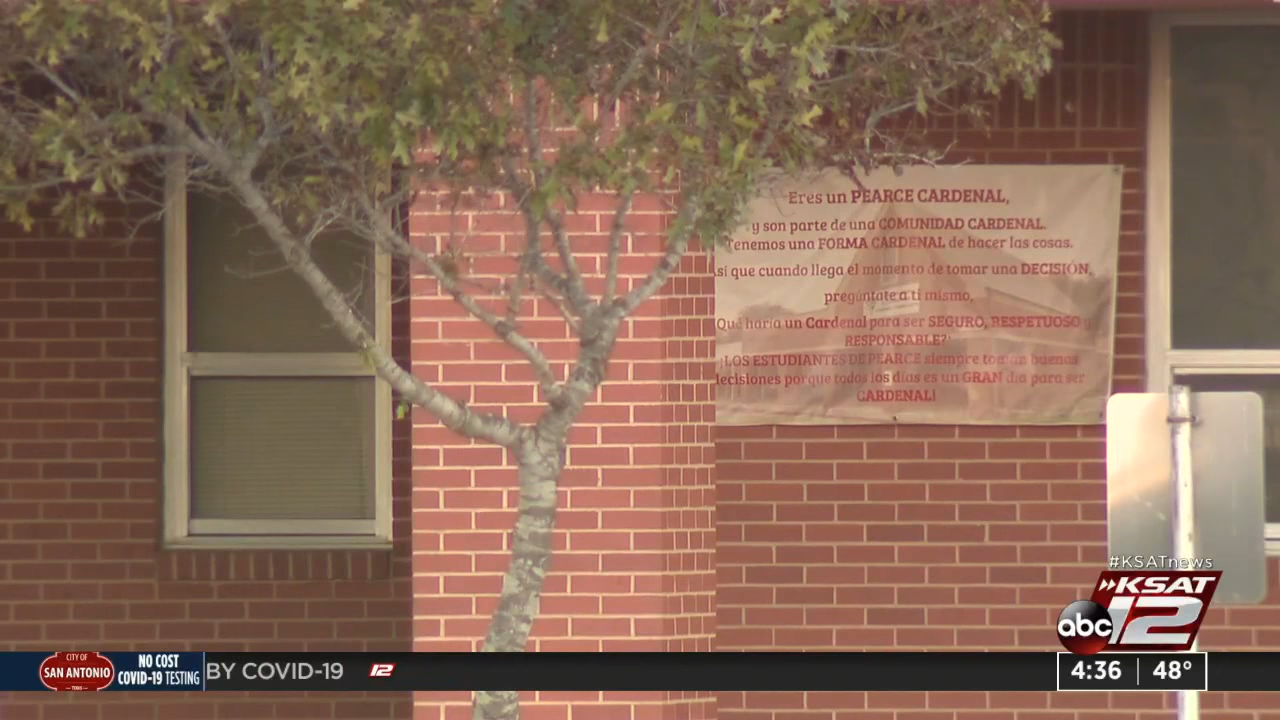 Eres un PEARCE CARDENAL,
y son parte de una COMUNIDAD CARDENAL.
Tenemos una FORMA CARDENAL de hacer las cosas.
si que cuando llega el momento de tomar una DECISIÓN,
pregúntate a ti mismo,
Qué haría un Cardenal para ser SEGURO, RESPETUOSO y
RESPONSABLE?
¡LOS ESTUDIANTES DE PEARCE siempre toman buenas
decisiones porque todos los días es un GRAN día para ser
CARDENAL!
#KSATnews
KSAT
abc 12
CITY OF
SAN ANTONIO
TEXAS
NO COST
COVID-19 TESTING
BY COVID-19 12
4:36 48°